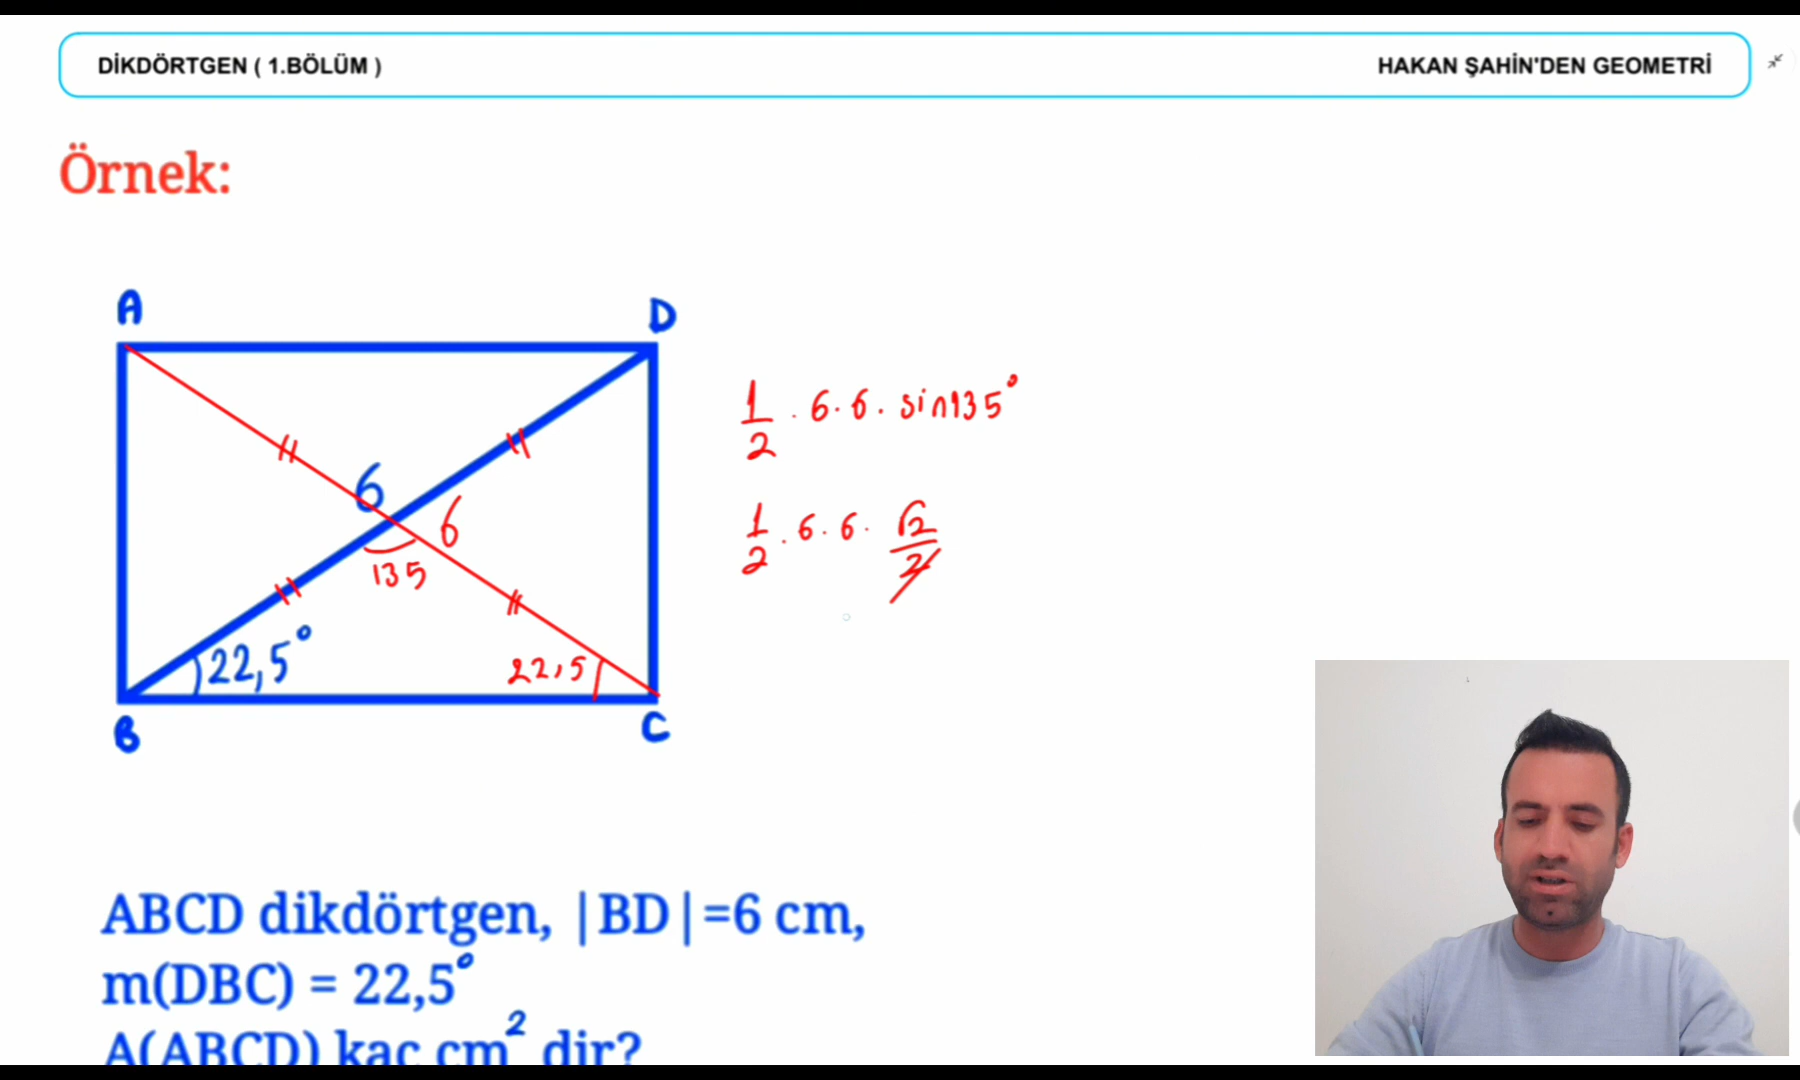 DİKDÖRTGEN ( 1.BÖLÜM )
HAKAN ŞAHİN'DEN GEOMETRİ
Örnek:
A
D
6
6
135
22,5°
22,5
B
C
1/2 . 6 . 6 . sin135°
1/2 . 6 . 6 . √2/2
ABCD dikdörtgen, |BD|=6 cm,
m(DBC) = 22,5°
A(ABCD) kaç cm² dir?